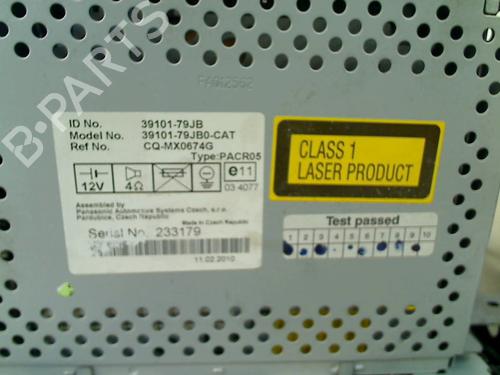 B-PARTS
PA012562
ID No. 39101-79JB
Model No. 39101-79JB0-CAT
Ref No. CQ-MX0674G
Type:PACR05
12V
4Ω
e11
03 4077
CLASS 1
LASER PRODUCT
Assembled by
Panasonic Automotive Systems Czech, s.r.o.
Pardubice, Czech Republic
Made in Czech Republic
Serial No. 233179
11.02.2010
Test passed
1 2 3 4 5 6 7 8 9 10